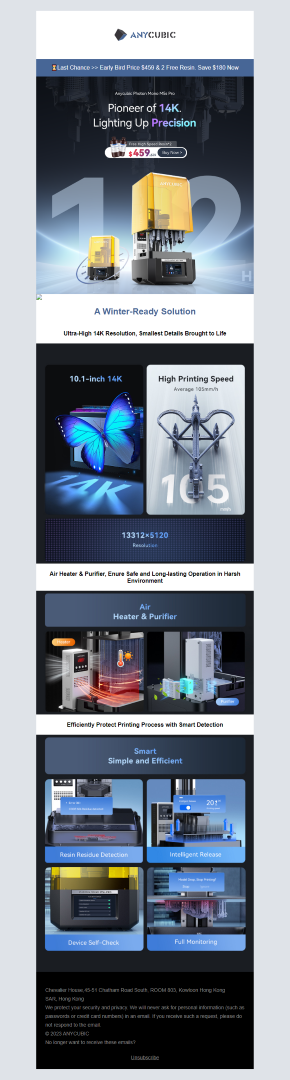 ANYCUBIC
Last Chance >> Early Bird Price $459 & 2 Free Resin. Save $180 Now
Anycubic Photon Mono M5s Pro
Pioneer of 14K.
Lighting Up Precision
Free High Speed Resin*2
$459 Buy Now >
12
ANYCUBIC
H
A Winter-Ready Solution
Ultra-High 14K Resolution, Smallest Details Brought to Life
10.1-inch 14K
14K
High Printing Speed
Average 105mm/h
105
mm/h
13312×5120
Resolution
Air Heater & Purifier, Enure Safe and Long-lasting Operation in Harsh
Environment
Air
Heater & Purifier
Heater
Purifier
Efficiently Protect Printing Process with Smart Detection
Smart
Simple and Efficient
Resin Residue Detection
Intelligent Release
Device Self-Check
Full Monitoring
Chevalier House,45-51 Chatham Road South, ROOM 803, Kowloon Hong Kong
SAR, Hong Kong
We protect your security and privacy. We will never ask for personal information (such as
passwords or credit card numbers) in an email. If you receive such a request, please do
not respond to the email.
© 2023 ANYCUBIC
No longer want to receive these emails?
Unsubscribe